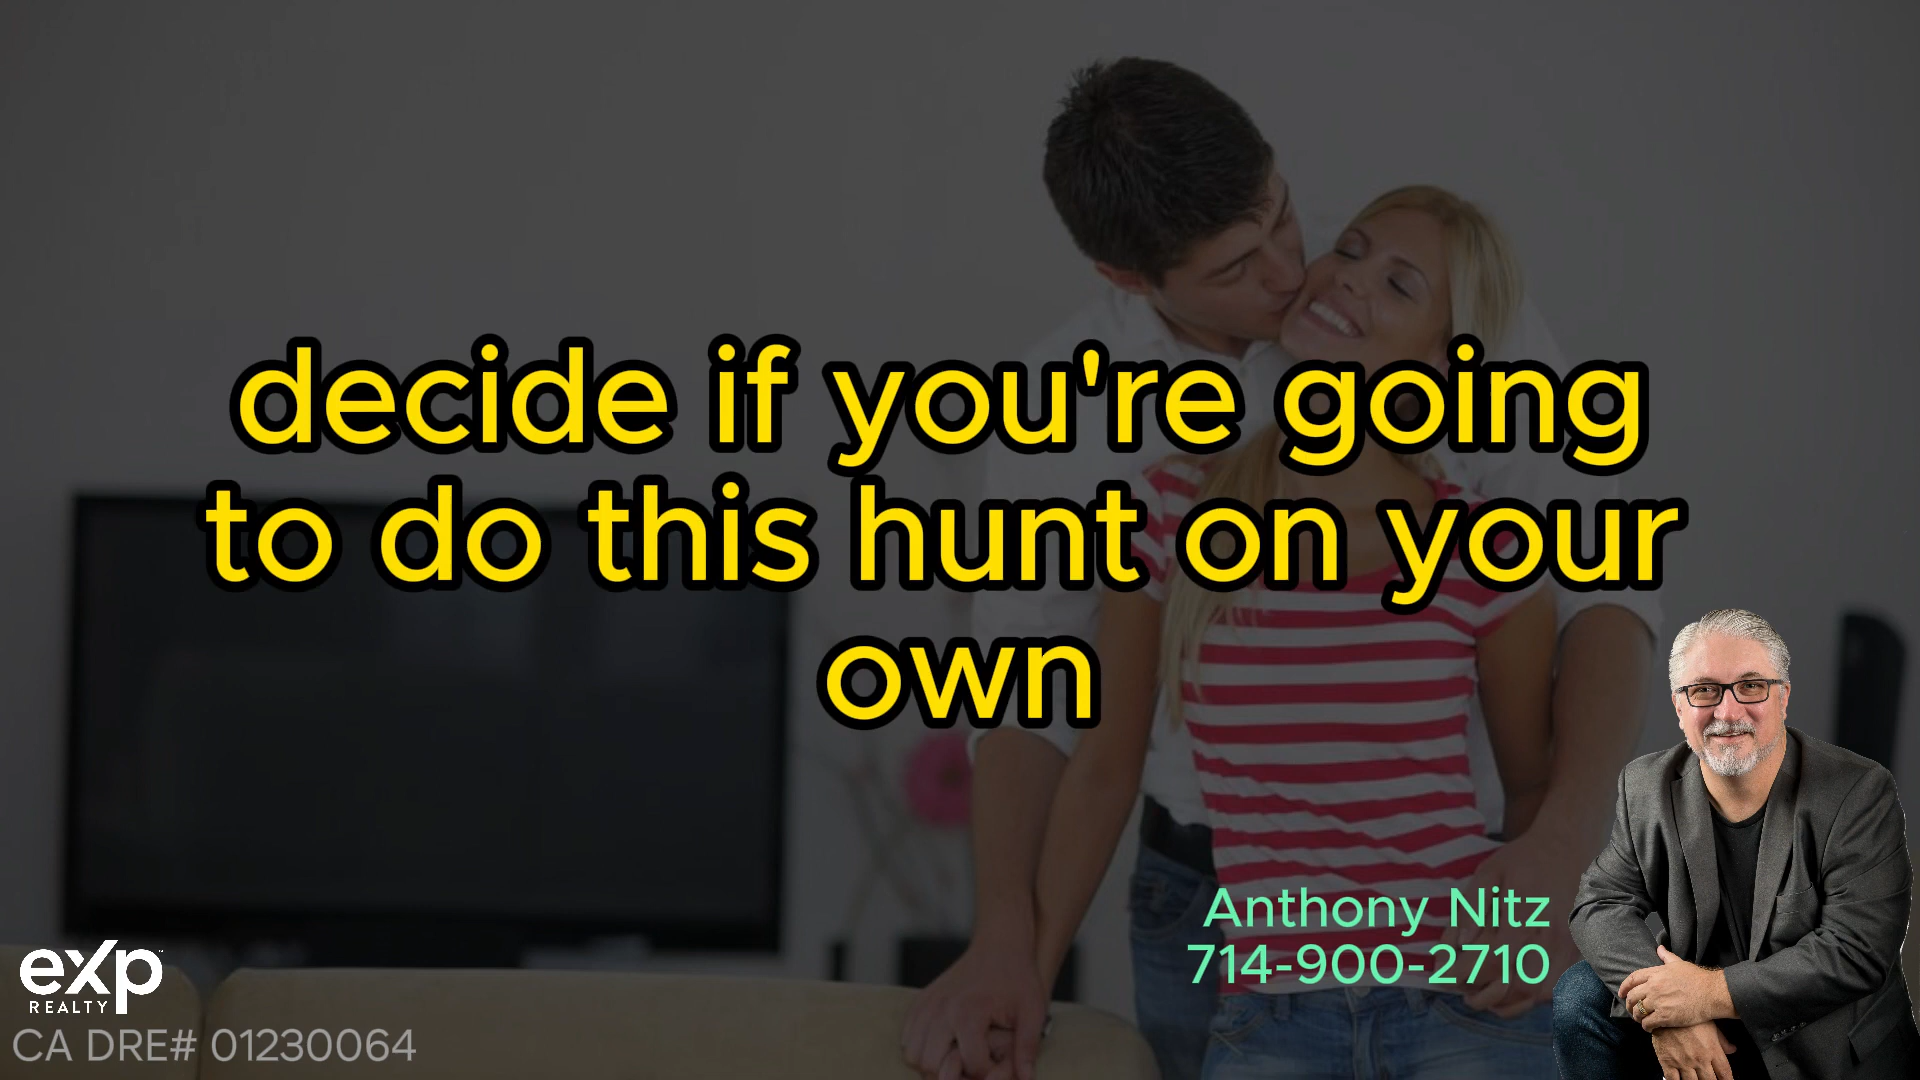 decide if you're going
to do this hunt on your
own
Anthony Nitz
714-900-2710
eXp
REALTY
CA DRE# 01230064